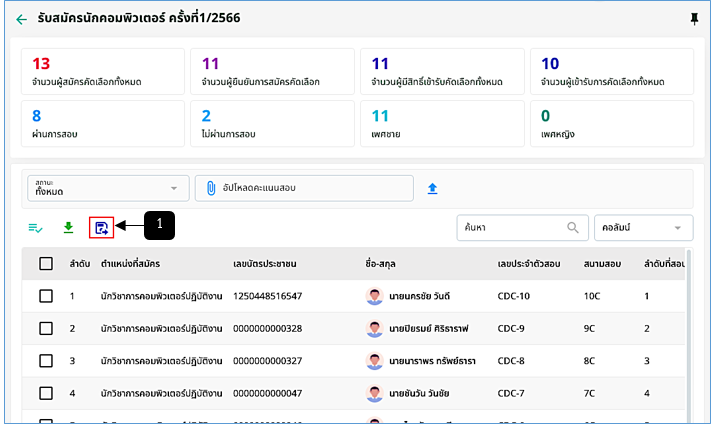 รับสมัครนักคอมพิวเตอร์ ครั้งที่1/2566
13 11 11 10
จำนวนผู้สมัครคัดเลือกทั้งหมด จำนวนผู้ยืนยันการสมัครคัดเลือก จำนวนผู้มีสิทธิ์เข้ารับคัดเลือกทั้งหมด จำนวนผู้เข้ารับการคัดเลือกทั้งหมด
8 2 11 0
ผ่านการสอบ ไม่ผ่านการสอบ เพศชาย เพศหญิง
สถานะ
ทั้งหมด อัปโหลดคะแนนสอบ
1 ค้นหา คอลัมน์
ลำดับ ตำแหน่งที่สมัคร เลขบัตรประชาชน ชื่อ-สกุล เลขประจำตัวสอบ สนามสอบ ลำดับที่สอบ
1 นักวิชาการคอมพิวเตอร์ปฏิบัติงาน 1250448516547 นายนครชัย วันดี CDC-10 10C 1
2 นักวิชาการคอมพิวเตอร์ปฏิบัติงาน 0000000000328 นายปิยรมย์ ศิริธาราฟ CDC-9 9C 2
3 นักวิชาการคอมพิวเตอร์ปฏิบัติงาน 0000000000327 นายนาราพร ทรัพย์ธารา CDC-8 8C 3
4 นักวิชาการคอมพิวเตอร์ปฏิบัติงาน 0000000000047 นายชันวัน วันชัย CDC-7 7C 4